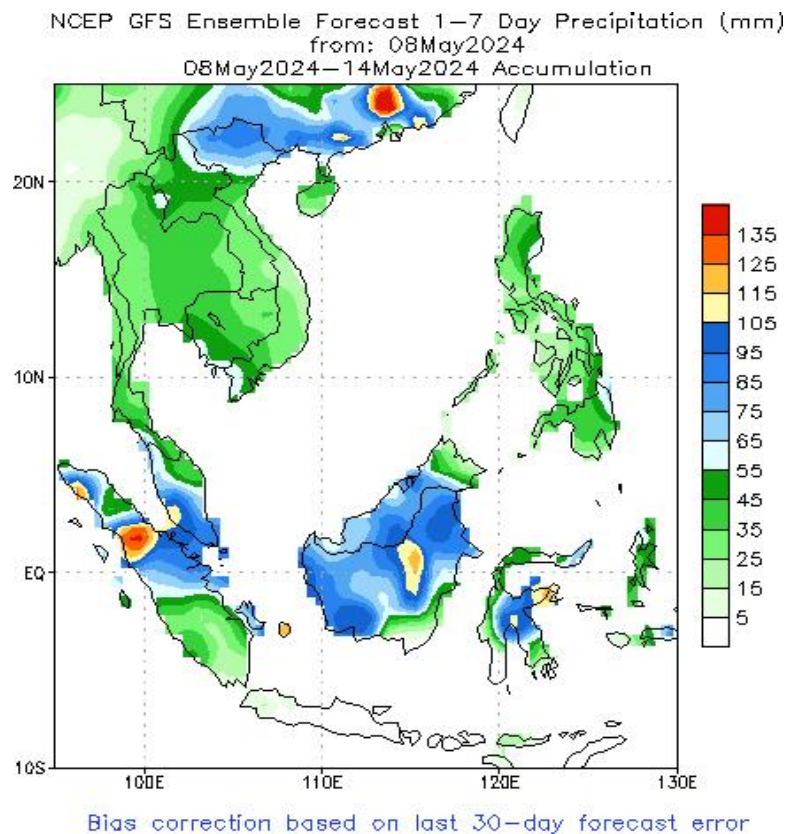 NCEP GFS Ensemble Forecast 1–7 Day Precipitation (mm)
from: 08May2024
08May2024–14May2024 Accumulation
20N
10N
EQ
10S
100E
110E
120E
130E
135
125
115
105
95
85
75
65
55
45
35
25
15
5
Bias correction based on last 30–day forecast error